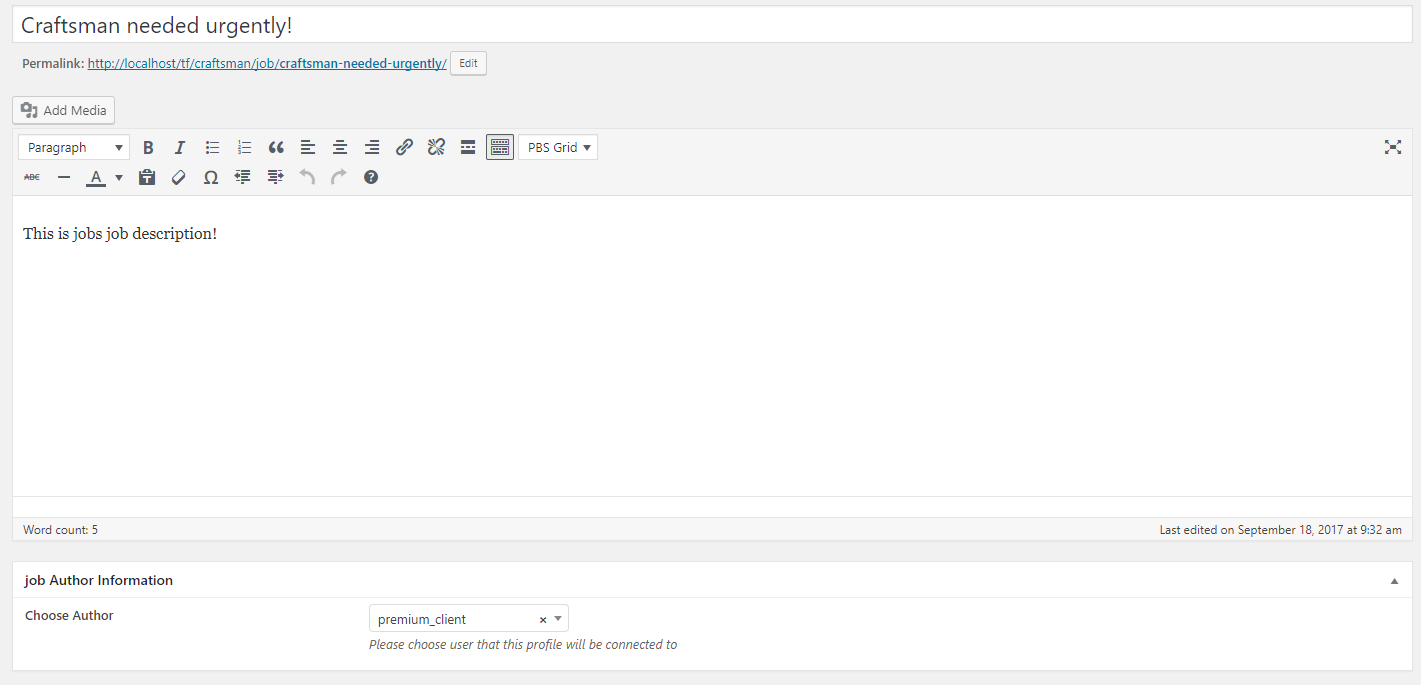 Craftsman needed urgently!
Permalink: http://localhost/tf/craftsman/job/craftsman-needed-urgently/ Edit
Add Media
Paragraph B I PBS Grid
ABC A Ω
This is jobs job description!
Word count: 5 Last edited on September 18, 2017 at 9:32 am
job Author Information
Choose Author premium_client ×
Please choose user that this profile will be connected to